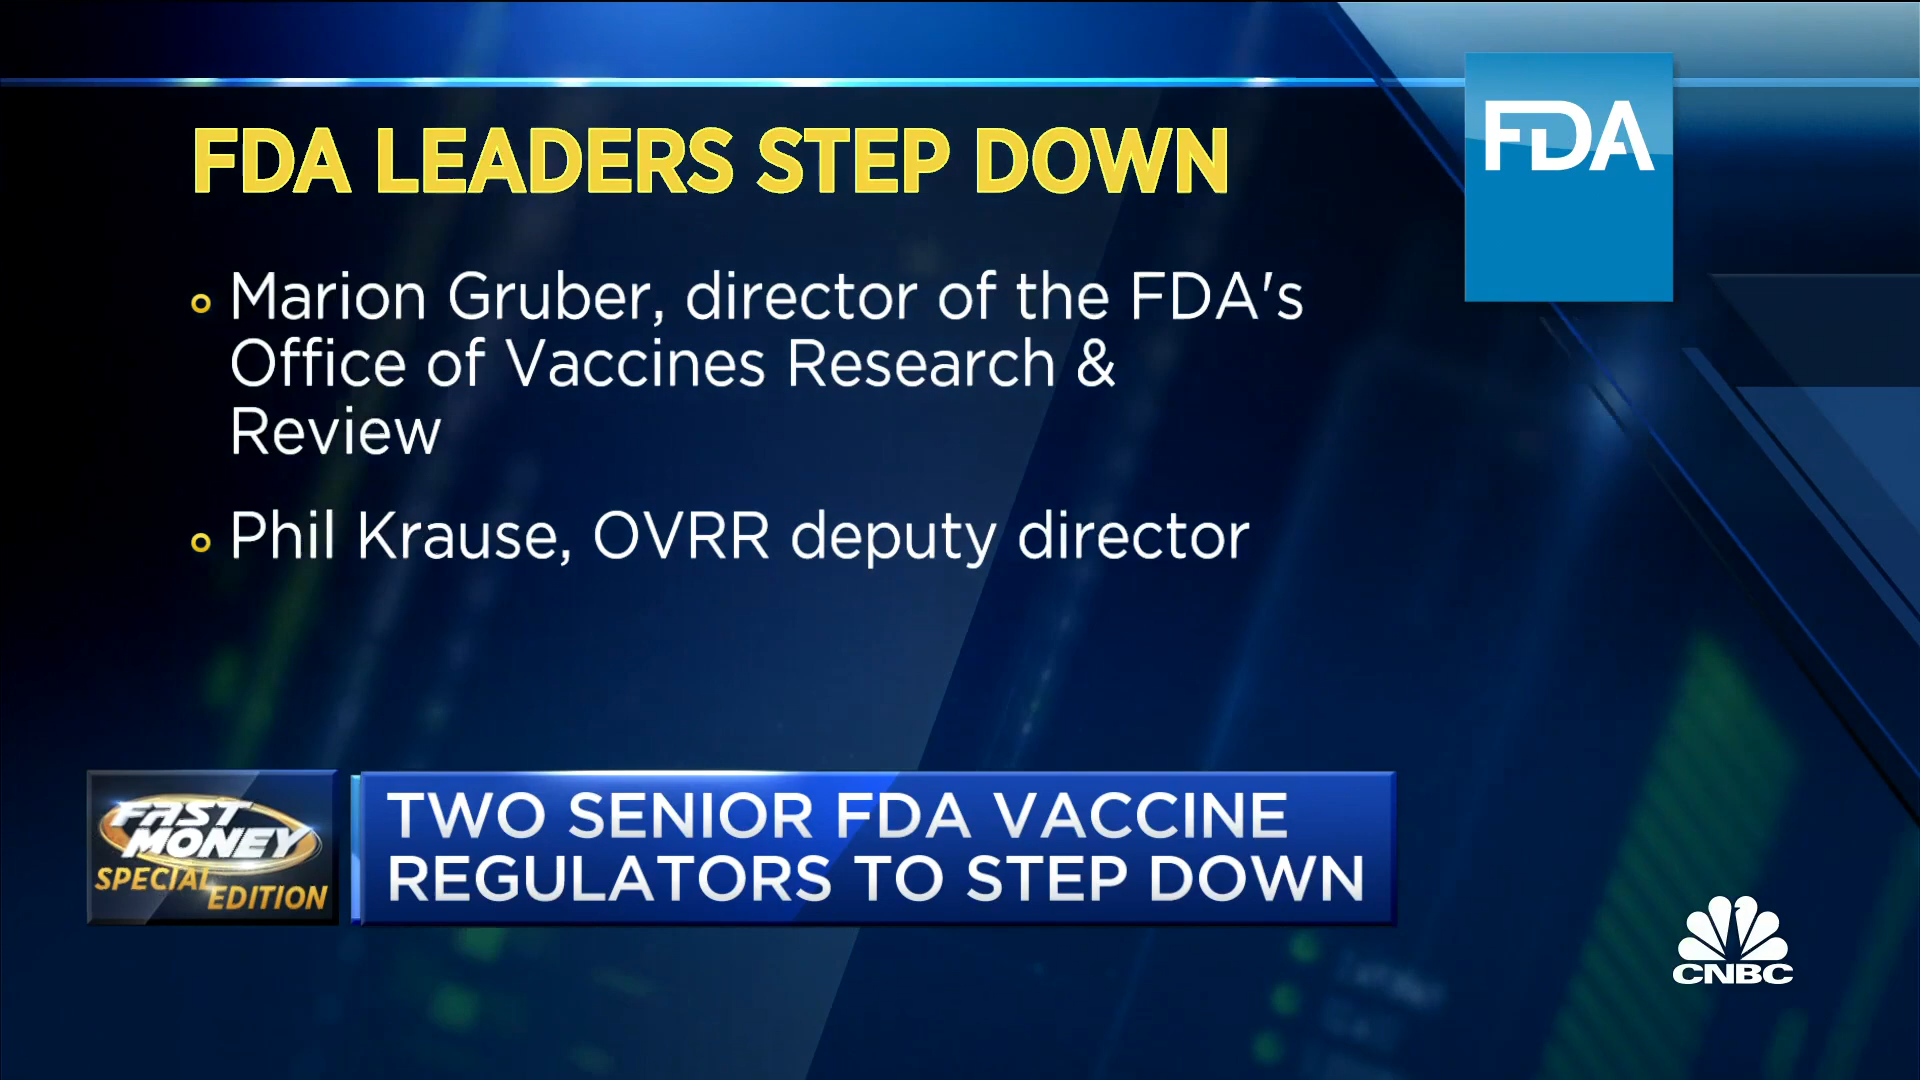 FDA LEADERS STEP DOWN
FDA
Marion Gruber, director of the FDA's
Office of Vaccines Research &
Review
Phil Krause, OVRR deputy director
FAST
MONEY
SPECIAL
EDITION
TWO SENIOR FDA VACCINE
REGULATORS TO STEP DOWN
CNBC